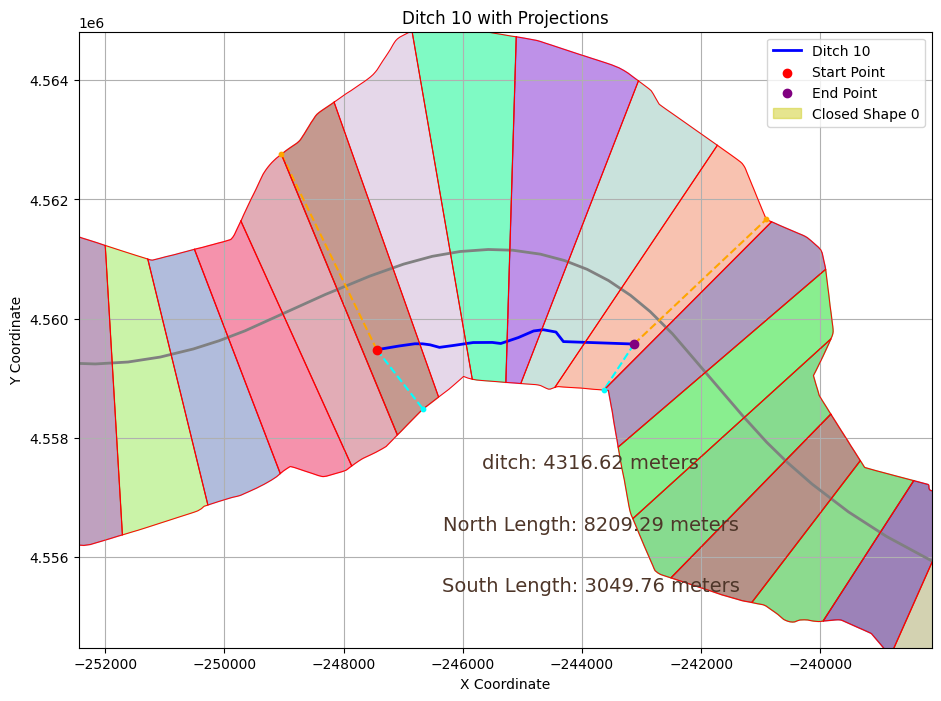 Ditch 10 with Projections
1e6
Ditch 10
Start Point
End Point
Closed Shape 0
4.564
4.562
4.560
4.558
4.556
Y Coordinate
ditch: 4316.62 meters
North Length: 8209.29 meters
South Length: 3049.76 meters
−252000 −250000 −248000 −246000 −244000 −242000 −240000
X Coordinate